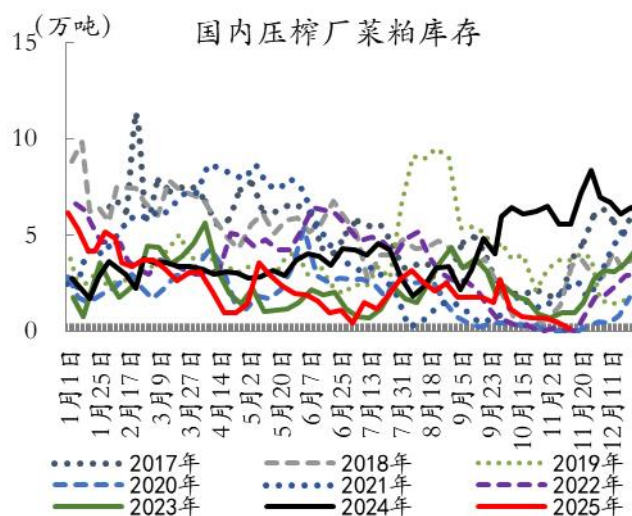 (万吨)
国内压榨厂菜粕库存
15
10
5
0
1月1日
1月25日
2月17日
3月9日
3月27日
4月14日
5月2日
5月20日
6月7日
6月25日
7月13日
7月31日
8月18日
9月5日
9月23日
10月15日
11月2日
11月20日
12月11日
2017年
2018年
2019年
2020年
2021年
2022年
2023年
2024年
2025年